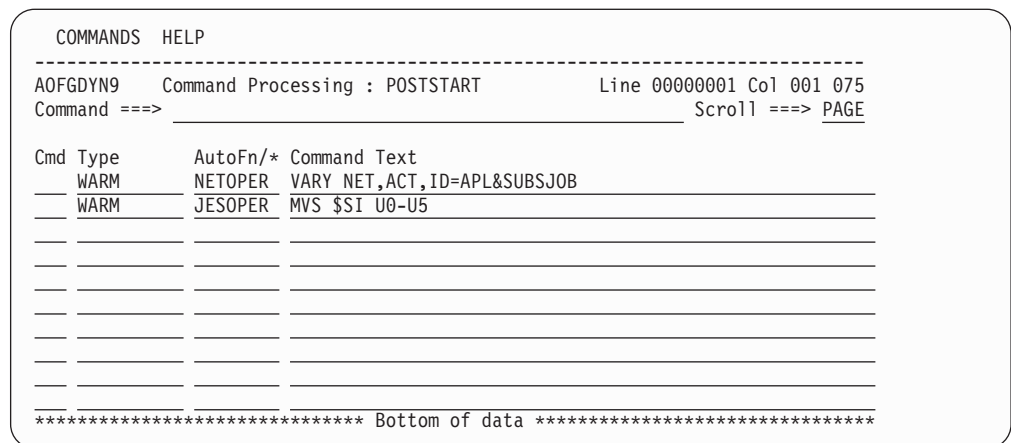 COMMANDS HELP
------------------------------------------------------------------------------
AOFGDYN9 Command Processing : POSTSTART Line 00000001 Col 001 075
Command ===> Scroll ===> PAGE
Cmd Type AutoFn/* Command Text
WARM NETOPER VARY NET,ACT,ID=APL&SUBSJOB
WARM JESOPER MVS $SI U0-U5
******************************* Bottom of data ********************************